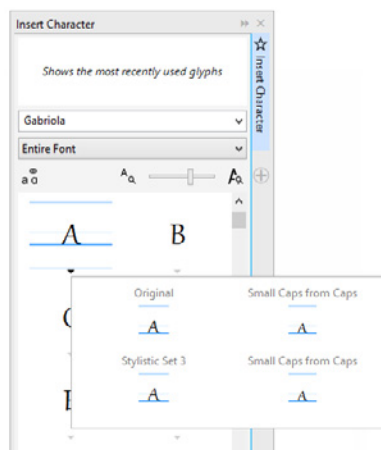 Insert Character
Shows the most recently used glyphs
Insert Character
Gabriola
Entire Font
A B
Original Small Caps from Caps
A A
Stylistic Set 3 Small Caps from Caps
A A